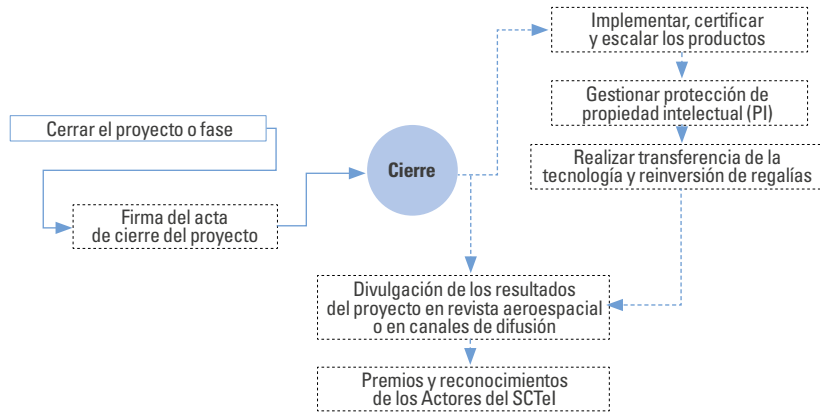 Cerrar el proyecto o fase
Firma del acta
de cierre del proyecto
Cierre
Implementar, certificar
y escalar los productos
Gestionar protección de
propiedad intelectual (PI)
Realizar transferencia de la
tecnología y reinversión de regalías
Divulgación de los resultados
del proyecto en revista aeroespacial
o en canales de difusión
Premios y reconocimientos
de los Actores del SCTeI